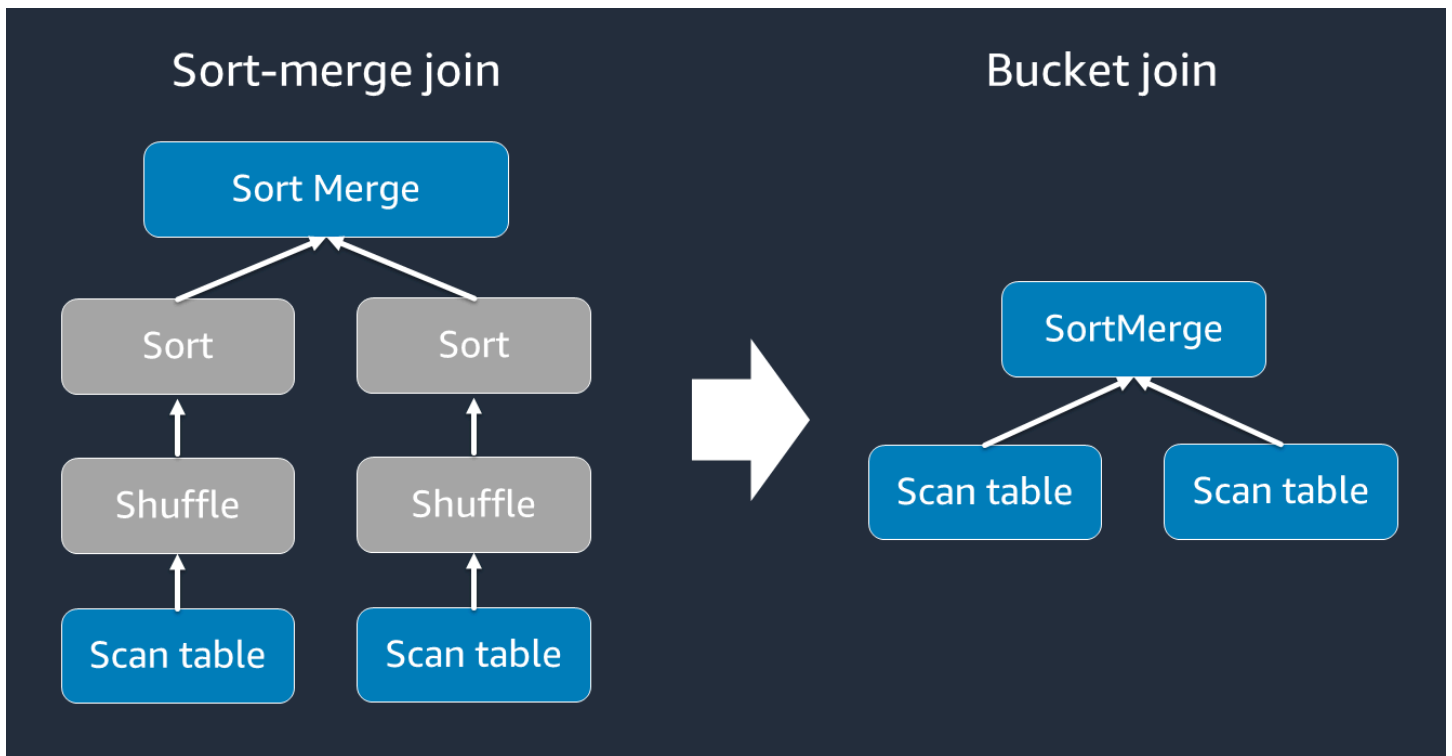 Sort-merge join
Bucket join
Sort Merge
Sort
Sort
SortMerge
Shuffle
Shuffle
Scan table
Scan table
Scan table
Scan table